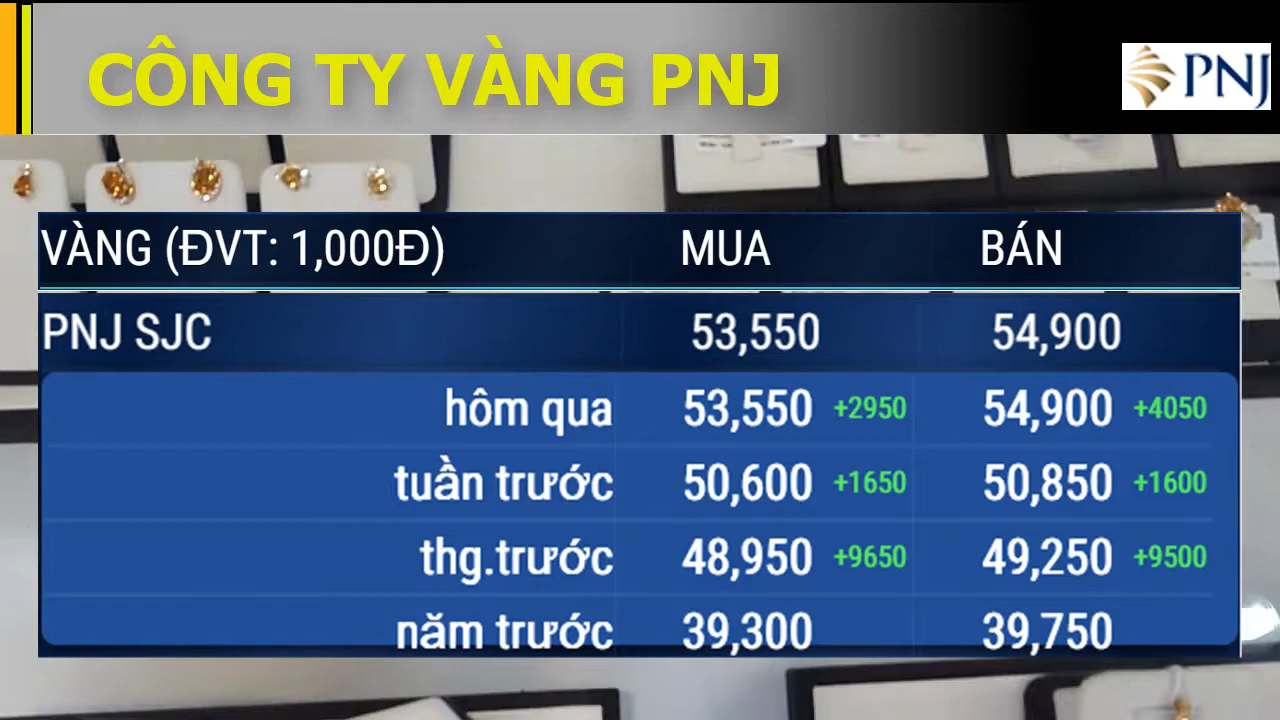 CÔNG TY VÀNG PNJ
PNJ
VÀNG (ĐVT: 1,000Đ) MUA BÁN
PNJ SJC 53,550 54,900
hôm qua 53,550 +2950 54,900 +4050
tuần trước 50,600 +1650 50,850 +1600
thg.trước 48,950 +9650 49,250 +9500
năm trước 39,300 39,750